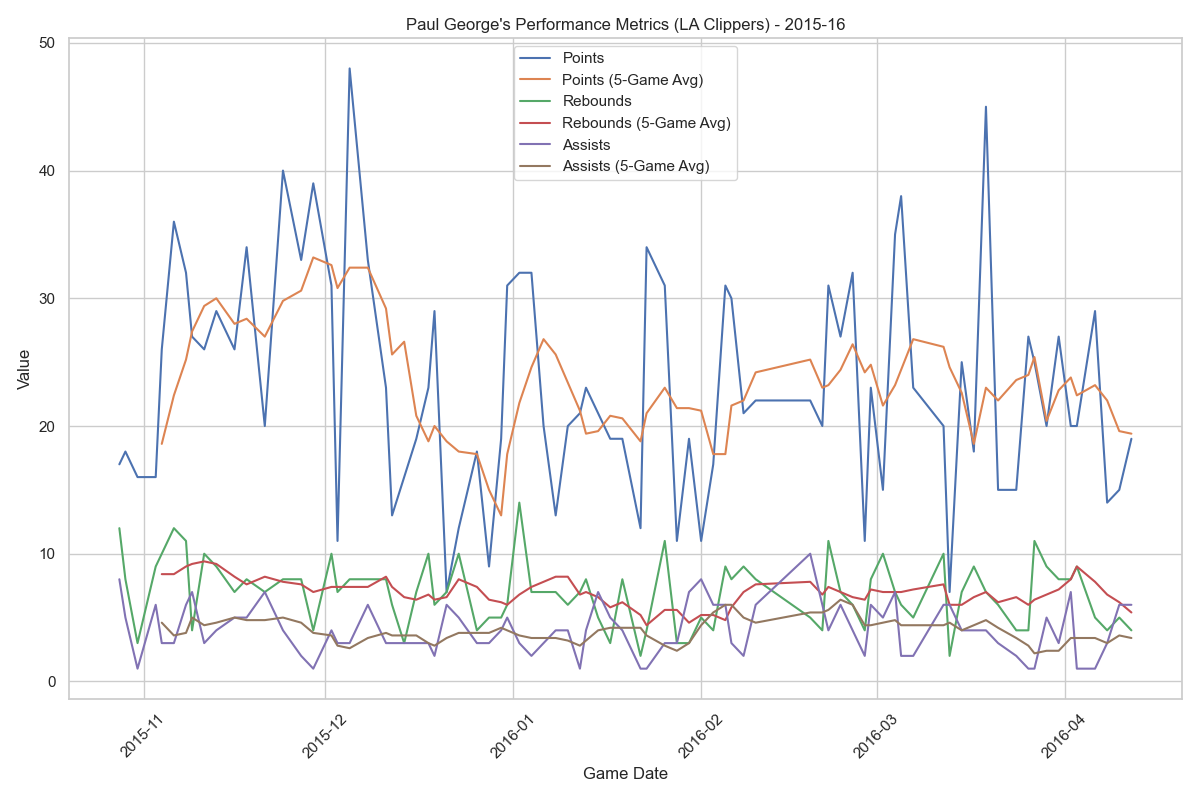 Paul George's Performance Metrics (LA Clippers) - 2015-16
50
40
30
20
10
0
Value
Points
Points (5-Game Avg)
Rebounds
Rebounds (5-Game Avg)
Assists
Assists (5-Game Avg)
2015-11
2015-12
2016-01
2016-02
2016-03
2016-04
Game Date